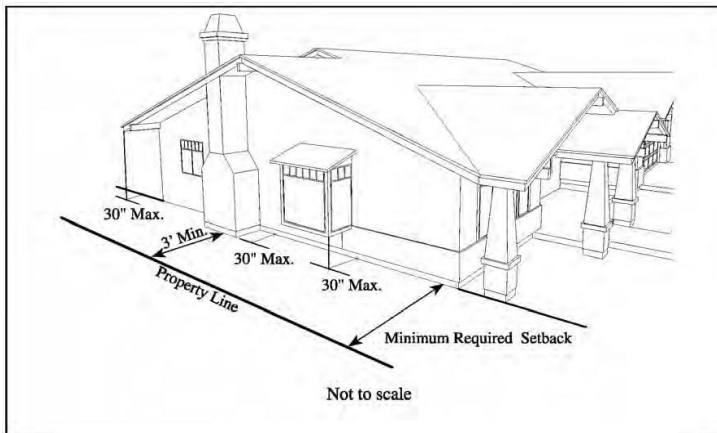 30" Max.
3' Min.
30" Max.
30" Max.
Property Line
Minimum Required Setback
Not to scale